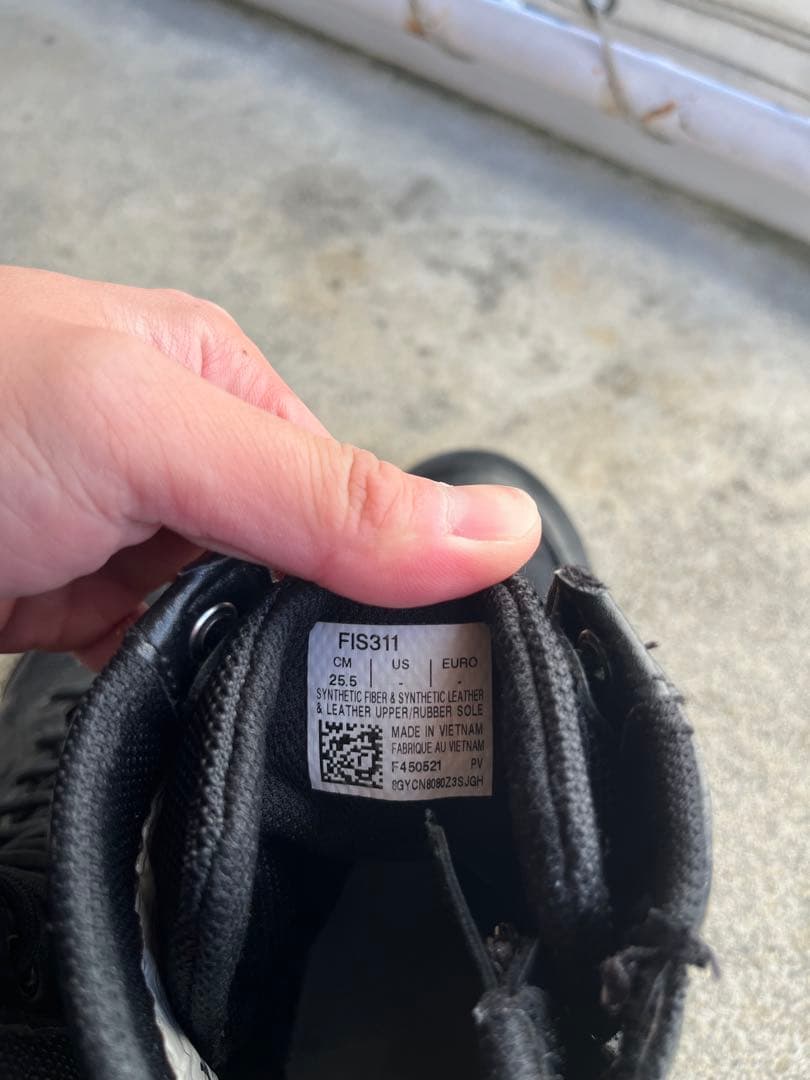 FIS311
CM | US | EURO
25.5 - -
SYNTHETIC FIBER & SYNTHETIC LEATHER
& LEATHER UPPER/RUBBER SOLE
MADE IN VIETNAM
FABRIQUE AU VIETNAM
F450521 PV
8GYCN8080Z3SJGH